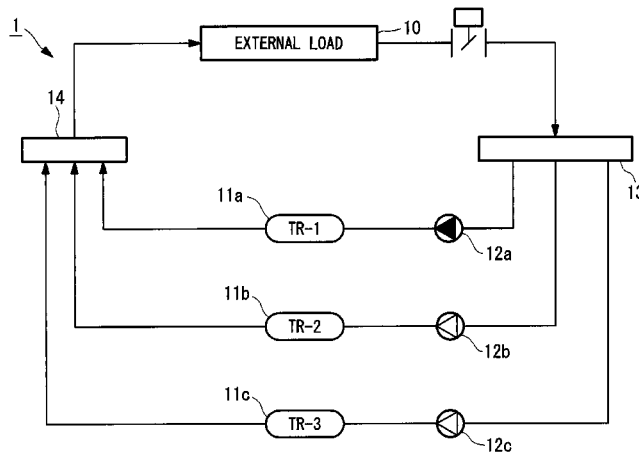 1
10
EXTERNAL LOAD
14
13
11a
TR-1
12a
11b
TR-2
12b
11c
TR-3
12c